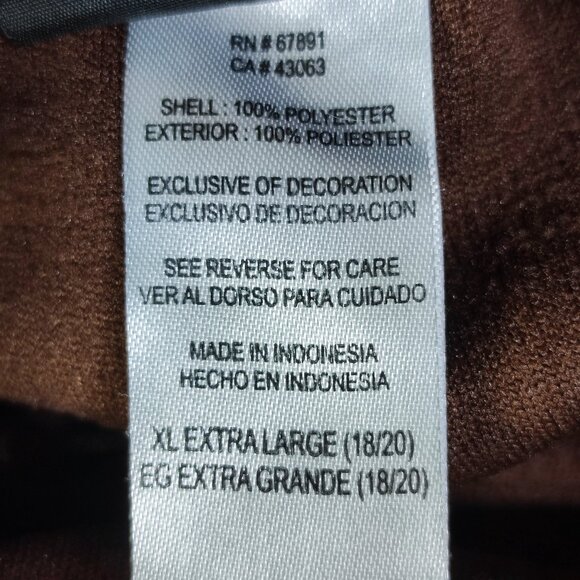 RN # 67891
CA # 43063
SHELL : 100% POLYESTER
EXTERIOR : 100% POLIESTER
EXCLUSIVE OF DECORATION
EXCLUSIVO DE DECORACION
SEE REVERSE FOR CARE
VER AL DORSO PARA CUIDADO
MADE IN INDONESIA
HECHO EN INDONESIA
XL EXTRA LARGE (18/20)
EG EXTRA GRANDE (18/20)